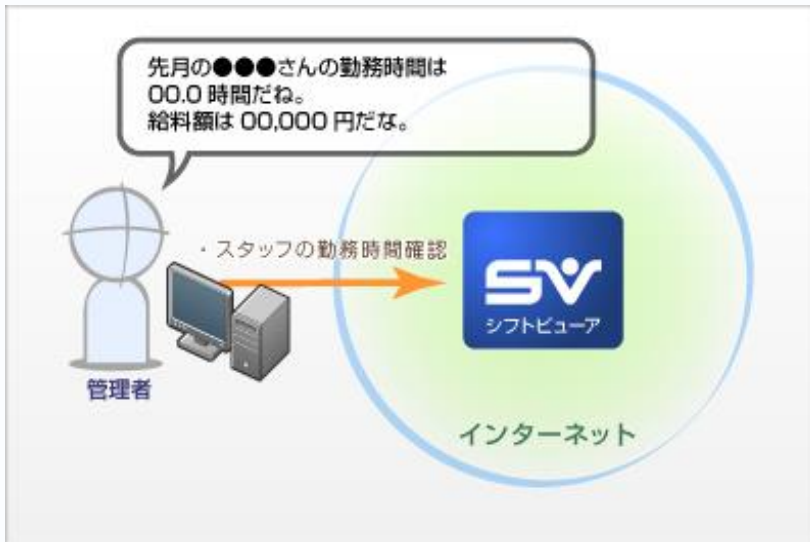 先月の●●●さんの勤務時間は
00.0 時間だね。
給料額は 00,000 円だな。
・スタッフの勤務時間確認
SV
シフトビューア
管理者
インターネット